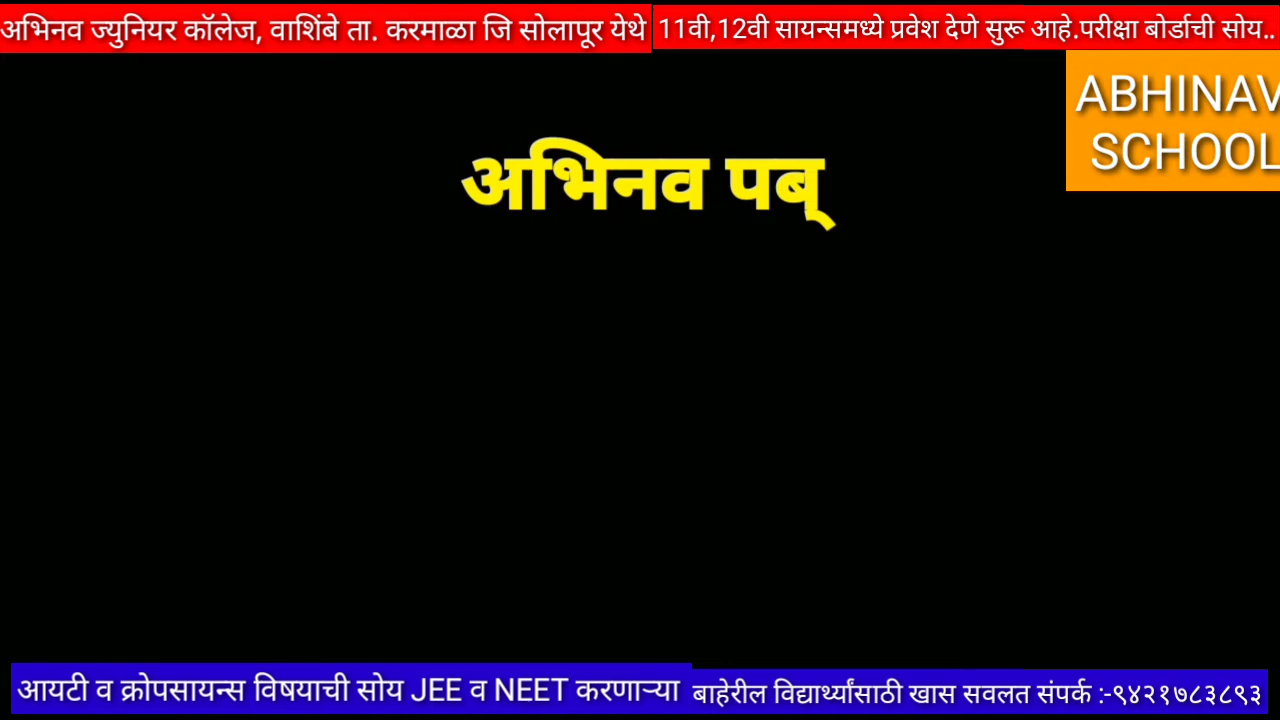 अभिनव ज्युनियर कॉलेज, वाशिंबे ता. करमाळा जि सोलापूर येथे
11वी,12वी सायन्समध्ये प्रवेश देणे सुरू आहे.परीक्षा बोर्डाची सोय..
ABHINAV
SCHOOL
अभिनव पब्
आयटी व क्रोपसायन्स विषयाची सोय JEE व NEET करणाऱ्या
बाहेरील विद्यार्थ्यांसाठी खास सवलत संपर्क :-९४२१७८३८९३